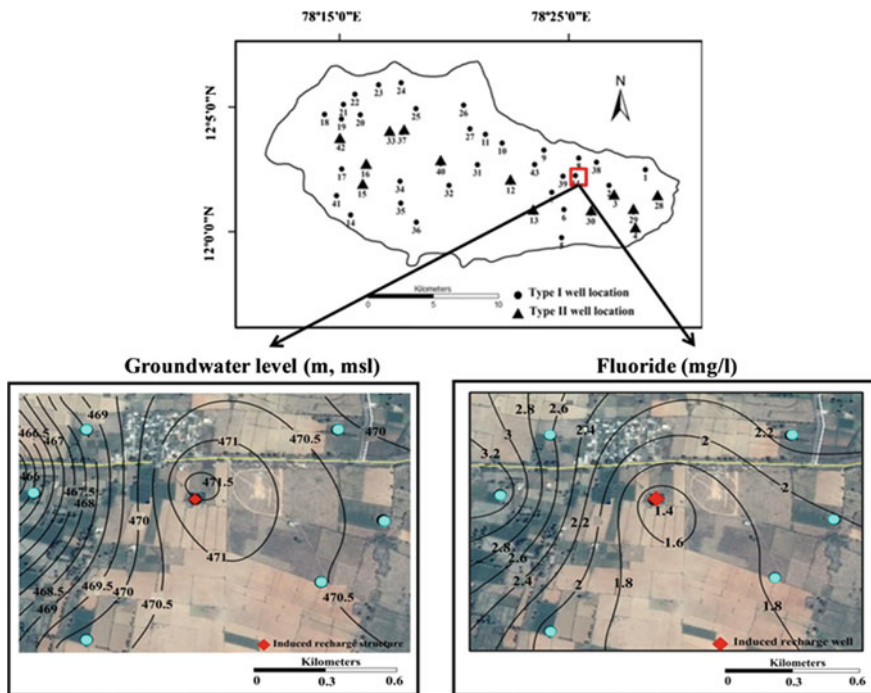 78°15'0"E 78°25'0"E
N
12°5'0"N
12°0'0"N
23 24
22
21 25 26
18 19 20
33 37 27 11 10
42
9
17 16 40 31 43 38 1
15 34 32 12 39
2 3 28
41 35 13 6 30 29
14 36 4
5
Kilometers
0 5 10
Type I well location
Type II well location
Groundwater level (m, msl)
469
466.5 467
471 470.5 470
466 471.5
467.5
468
470
471
469.5
468.5 470 470.5 470.5
469
Induced recharge structure
Kilometers
0 0.3 0.6
Fluoride (mg/l)
2.8 2.6
3 2.4 2 2.2
3.2
2
1.4
2.2 1.6
2.8
2.6
2.4 2 1.8
1.8
Induced recharge well
Kilometers
0 0.3 0.6